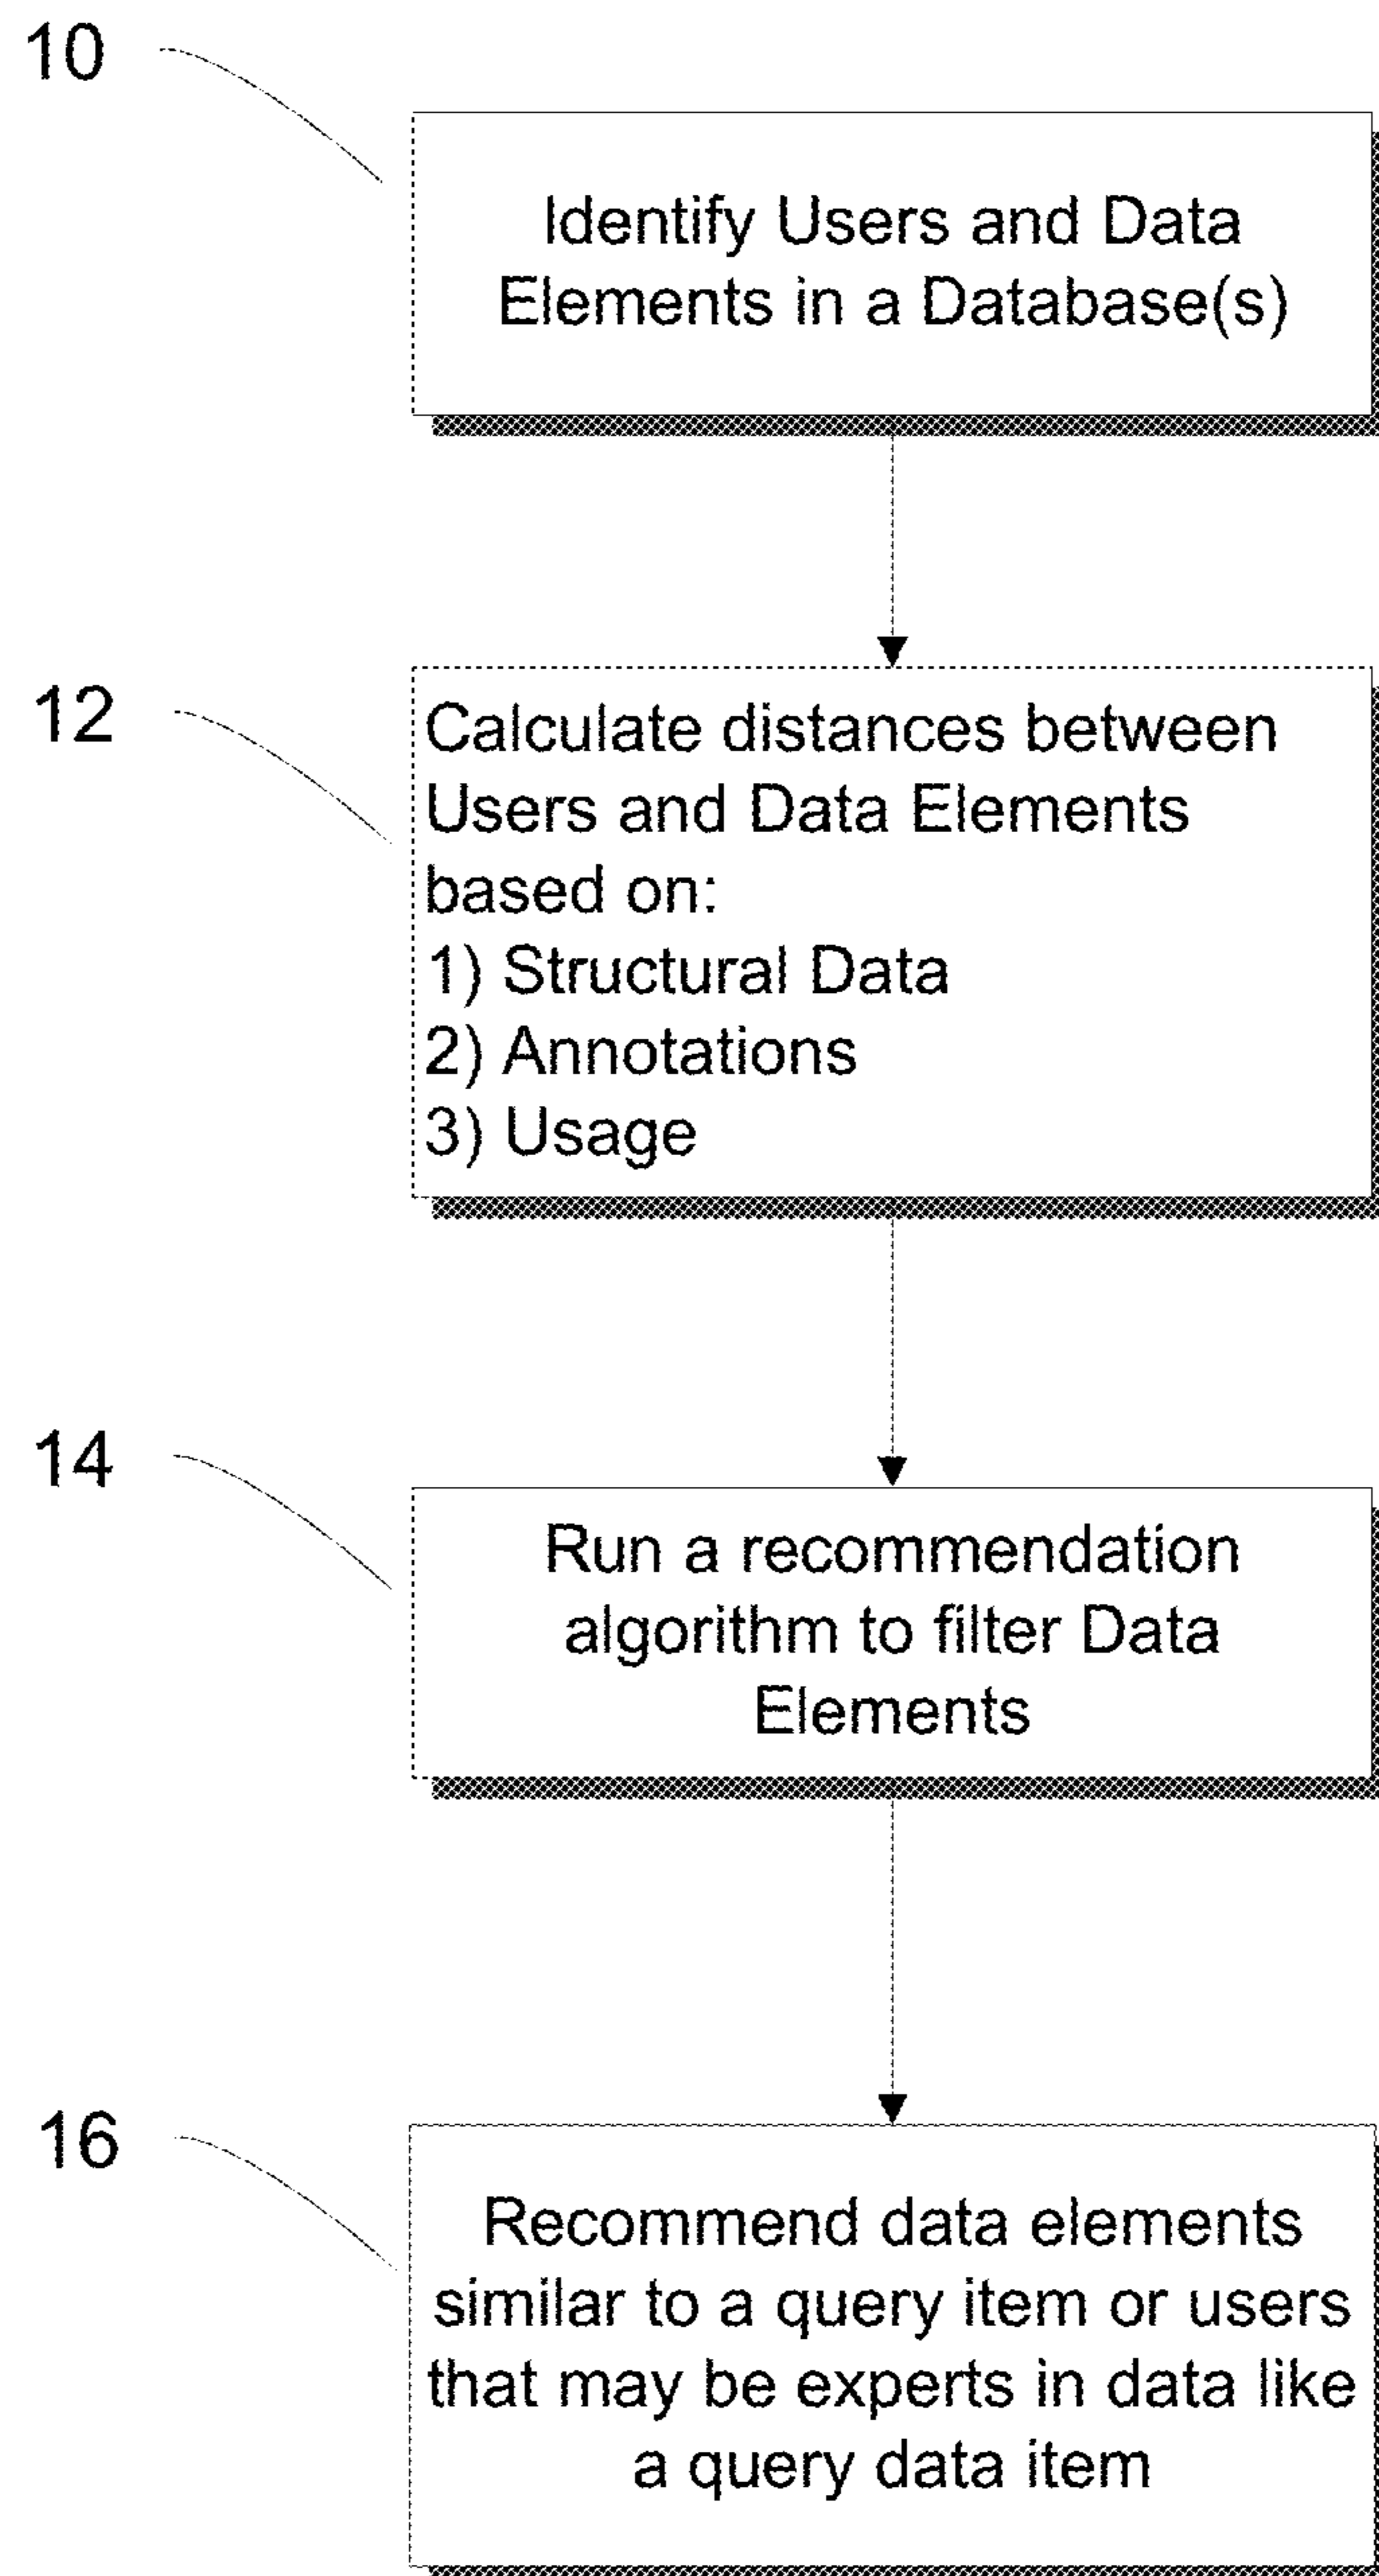 10
Identify Users and Data
Elements in a Database(s)
12
Calculate distances between
Users and Data Elements
based on:
1) Structural Data
2) Annotations
3) Usage
14
Run a recommendation
algorithm to filter Data
Elements
16
Recommend data elements
similar to a query item or users
that may be experts in data like
a query data item